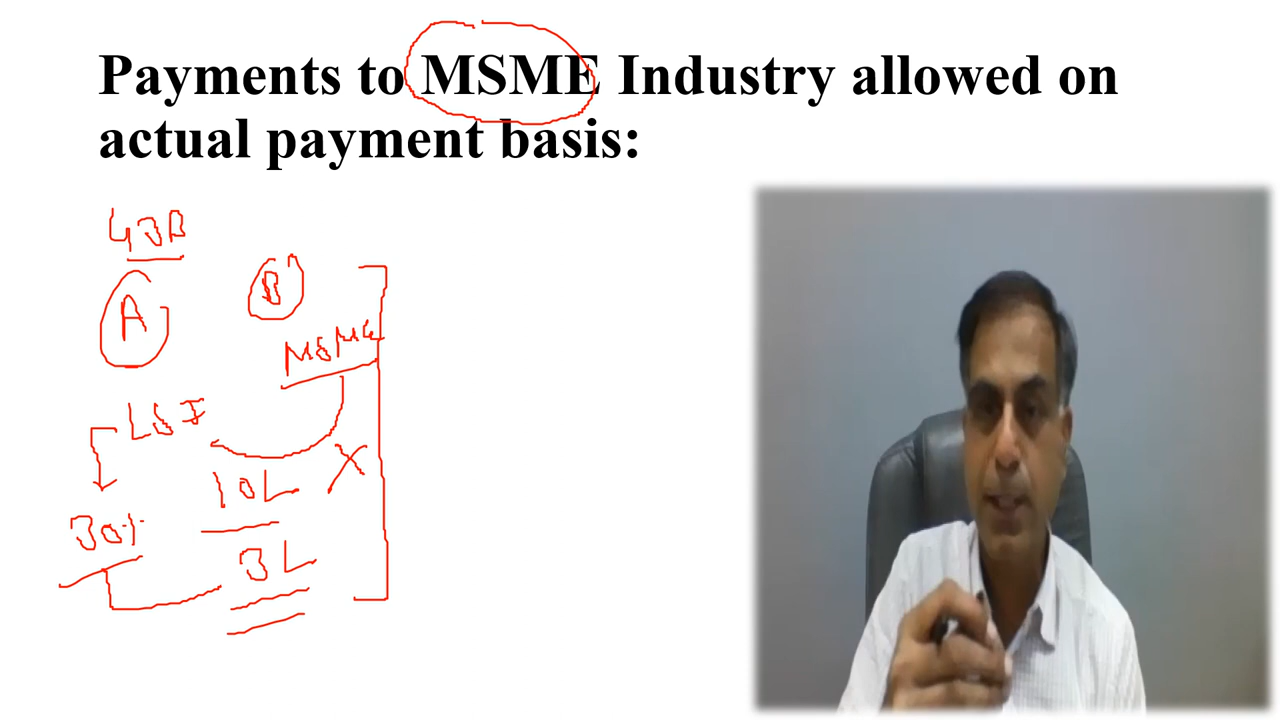 Payments to MSME Industry allowed on
actual payment basis:
43B
A
B
MSME
LSI
10L X
30%
3L